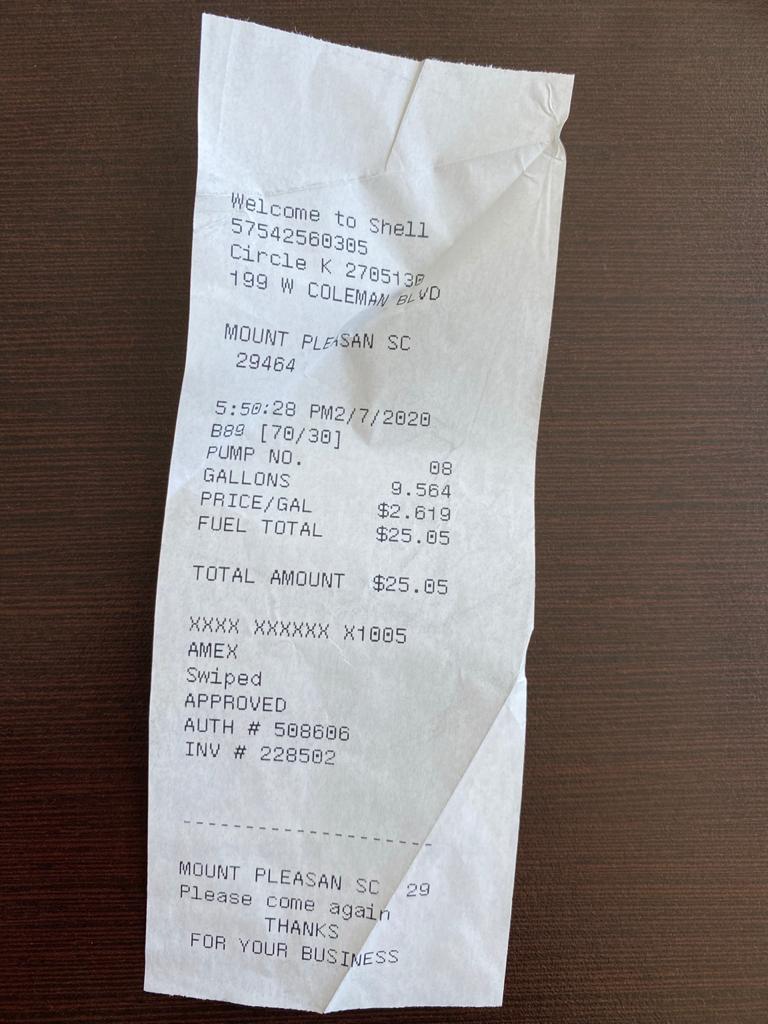 Welcome to Shell
57542560305
Circle K 2705130
199 W COLEMAN BLVD
MOUNT PLEASAN SC
29464
5:50:28 PM2/7/2020
B89 [70/30]
PUMP NO. 08
GALLONS 9.564
PRICE/GAL $2.619
FUEL TOTAL $25.05
TOTAL AMOUNT $25.05
XXXX XXXXXX X1005
AMEX
Swiped
APPROVED
AUTH # 508606
INV # 228502
--------------------
MOUNT PLEASAN SC 29
Please come again
THANKS
FOR YOUR BUSINESS